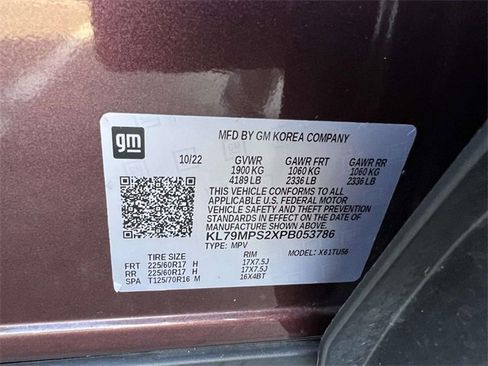 gm
MFD BY GM KOREA COMPANY
10/22 GVWR GAWR FRT GAWR RR
1900 KG 1060 KG 1060 KG
4189 LB 2336 LB 2336 LB
THIS VEHICLE CONFORMS TO ALL
APPLICABLE U.S. FEDERAL MOTOR
VEHICLE SAFETY AND THEFT
PREVENTION STANDARDS IN EFFECT
ON THE DATE OF MANUFACTURE
SHOWN ABOVE.
KL79MPS2XPB053786
TYPE: MPV MODEL: X61TU56
TIRE SIZE RIM
FRT 225/60R17 H 17X7.5J
RR 225/60R17 H 17X7.5J
SPA T125/70R16 M 16X4BT